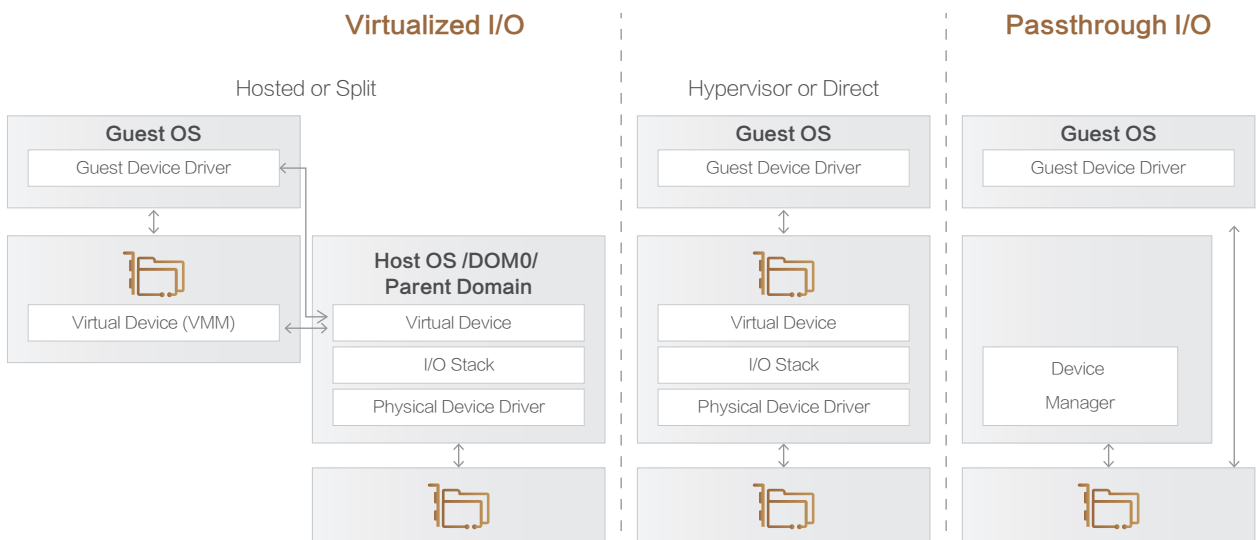 Virtualized I/O
Passthrough I/O
Hosted or Split
Hypervisor or Direct
Guest OS
Guest Device Driver
Virtual Device (VMM)
Host OS /DOM0/
Parent Domain
Virtual Device
I/O Stack
Physical Device Driver
Guest OS
Guest Device Driver
Virtual Device
I/O Stack
Physical Device Driver
Guest OS
Guest Device Driver
Device
Manager